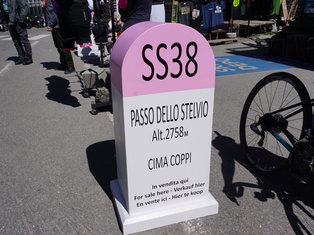 SS38
PASSO DELLO STELVIO
Alt.2758M
CIMA COPPI
In vendita qui
For sale here - Verkauf hier
En vente ici - Hier te koop